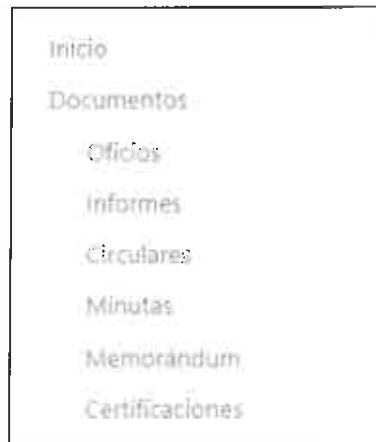 Inicio
Documentos
Oficios
Informes
Circulares
Minutas
Memorándum
Certificaciones